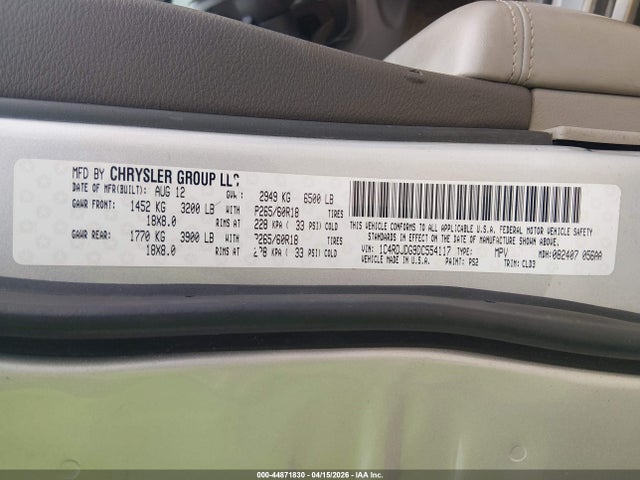 MFD BY CHRYSLER GROUP LLC
DATE OF MFR(BUILT): AUG 12 GVWR: 2949 KG 6500 LB
GAWR FRONT: 1452 KG 3200 LB WITH P265/60R18 TIRES
18X8.0 RIMS AT 228 KPA ( 33 PSI) COLD
GAWR REAR: 1770 KG 3900 LB WITH P265/60R18 TIRES
18X8.0 RIMS AT 228 KPA ( 33 PSI) COLD
THIS VEHICLE CONFORMS TO ALL APPLICABLE U.S.A. FEDERAL MOTOR VEHICLE SAFETY
STANDARDS IN EFFECT ON THE DATE OF MANUFACTURE SHOWN ABOVE.
VIN: 1C4RDJDG9DC554117 TYPE: MPV MDH: 082407 056AA
VEHICLE MADE IN U.S.A. PAINT: PS2 TRIM: CLD3
000-44871830 - 04/15/2026 - IAA Inc.